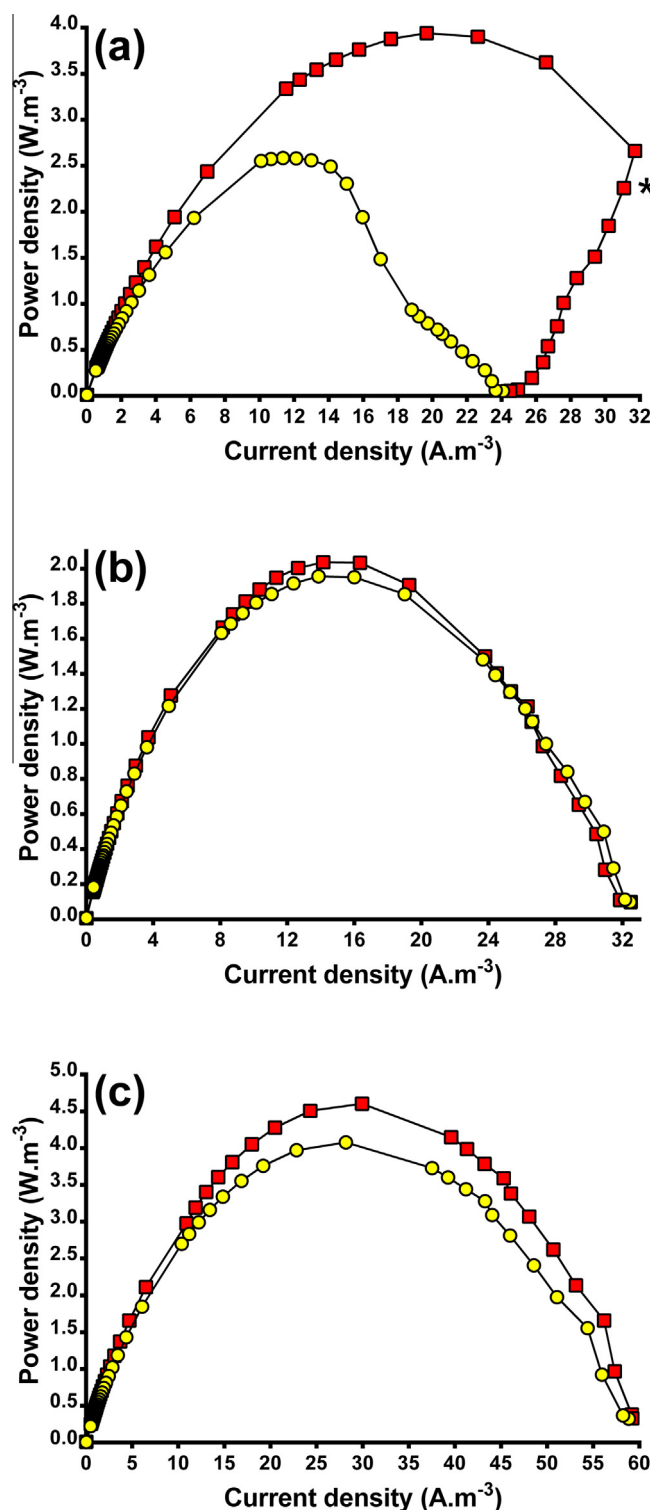 (a)
Power density (W.m-3)
4.0
3.5
3.0
2.5
2.0
1.5
1.0
0.5
0.0
*
0 2 4 6 8 10 12 14 16 18 20 22 24 26 28 30 32
Current density (A.m-3)
(b)
Power density (W.m-3)
2.0
1.8
1.6
1.4
1.2
1.0
0.8
0.6
0.4
0.2
0.0
0 4 8 12 16 20 24 28 32
Current density (A.m-3)
(c)
Power density (W.m-3)
5.0
4.5
4.0
3.5
3.0
2.5
2.0
1.5
1.0
0.5
0.0
0 5 10 15 20 25 30 35 40 45 50 55 60
Current density (A.m-3)